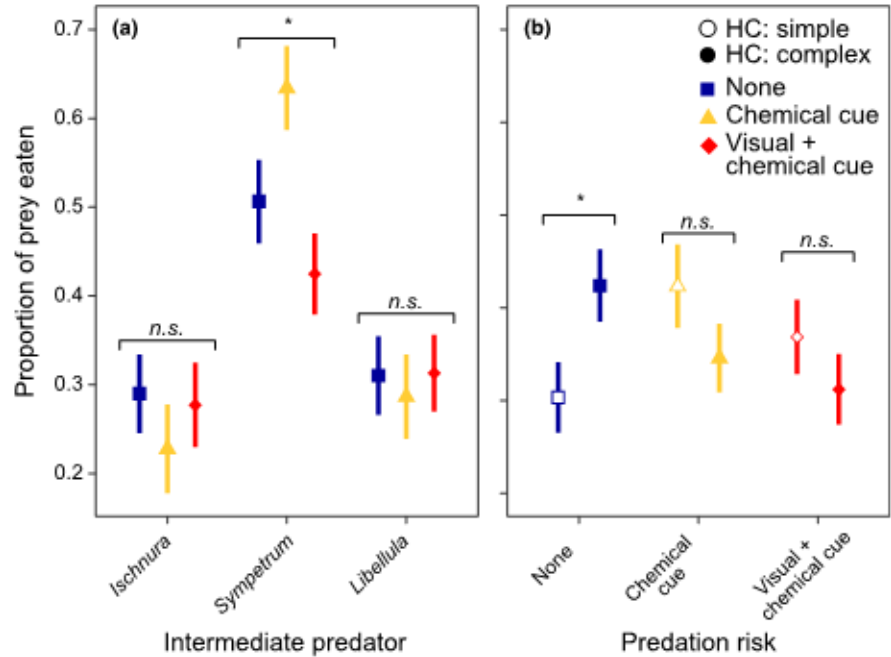 (a)
*
n.s.
n.s.
0.7
0.6
0.5
0.4
0.3
0.2
Proportion of prey eaten
Ischnura
Sympetrum
Libellula
Intermediate predator
(b)
HC: simple
HC: complex
None
Chemical cue
Visual +
chemical cue
*
n.s.
n.s.
None
Chemical
cue
Visual +
chemical cue
Predation risk